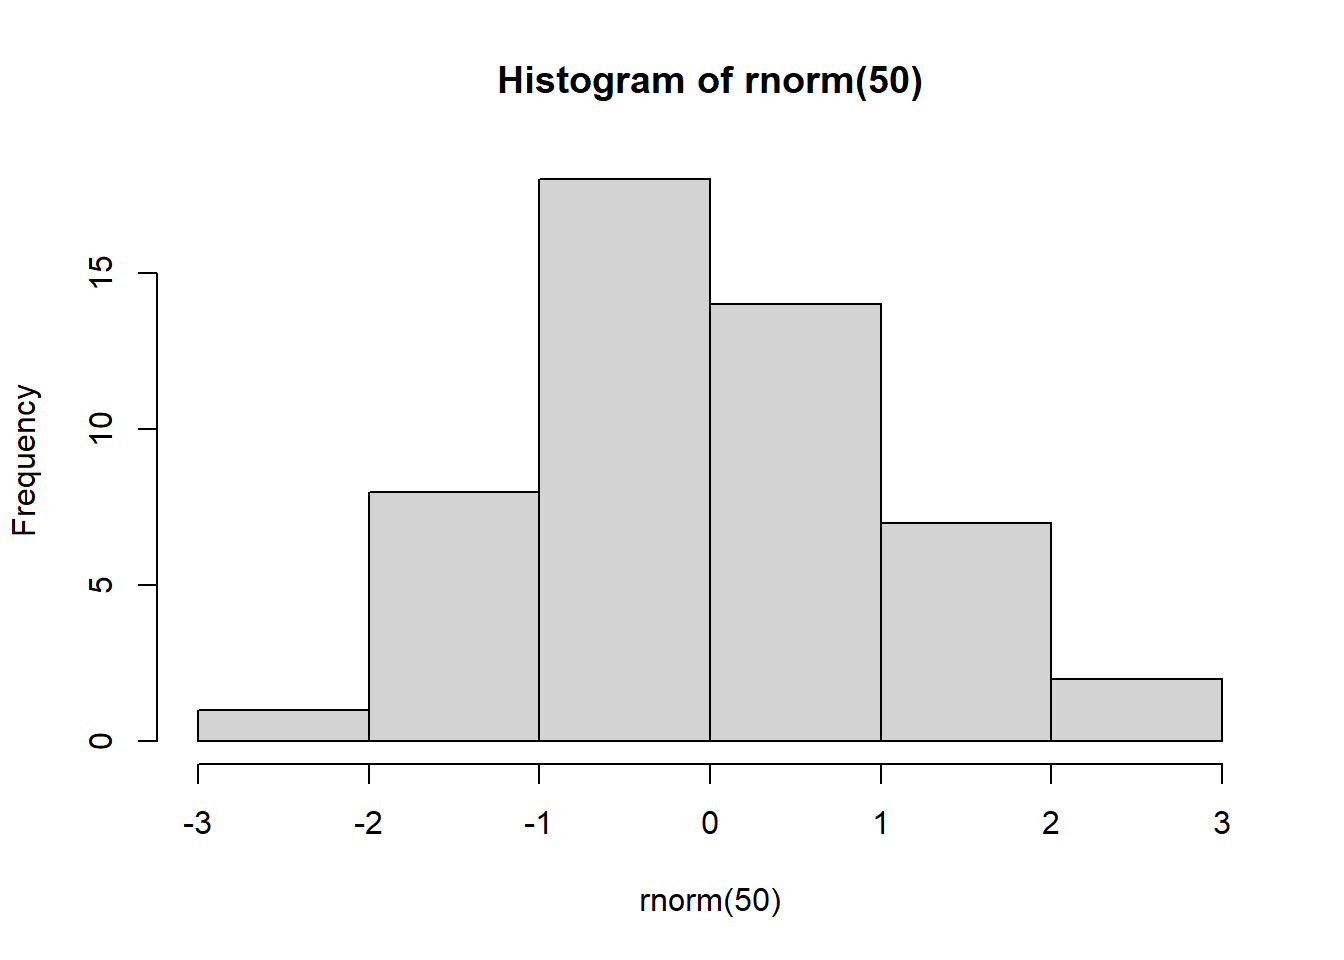 Histogram of rnorm(50)
Frequency
15
10
5
0
-3 -2 -1 0 1 2 3
rnorm(50)